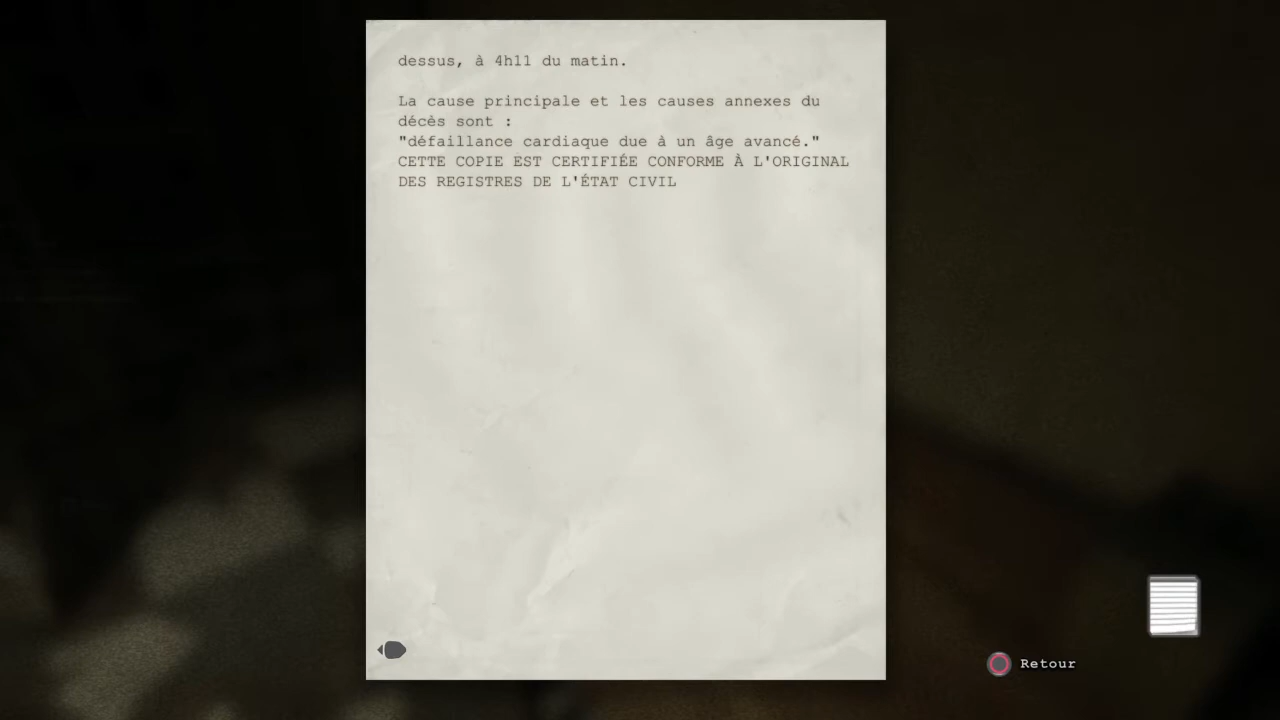 dessus, à 4h11 du matin.
La cause principale et les causes annexes du
décès sont :
"défaillance cardiaque due à un âge avancé."
CETTE COPIE EST CERTIFIÉE CONFORME À L'ORIGINAL
DES REGISTRES DE L'ÉTAT CIVIL
Retour